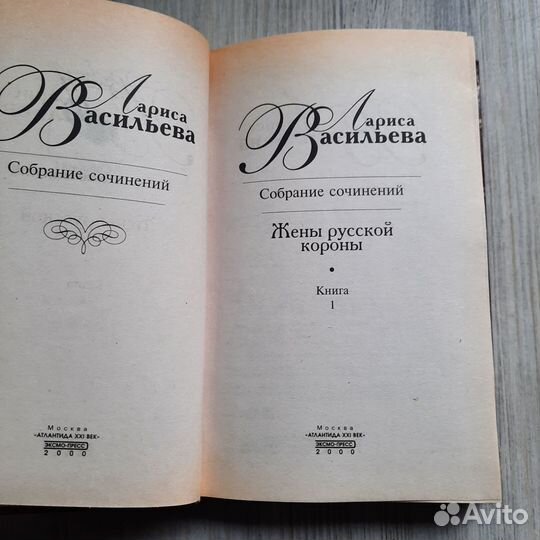 Лариса
Васильева
Собрание сочинений
Москва
«АТЛАНТИДА XXI ВЕК»
ЭКСМО-ПРЕСС
2000
Лариса
Васильева
Собрание сочинений
Жены русской
короны
•
Книга
1
Москва
«АТЛАНТИДА XXI ВЕК»
ЭКСМО-ПРЕСС
2000
Avito